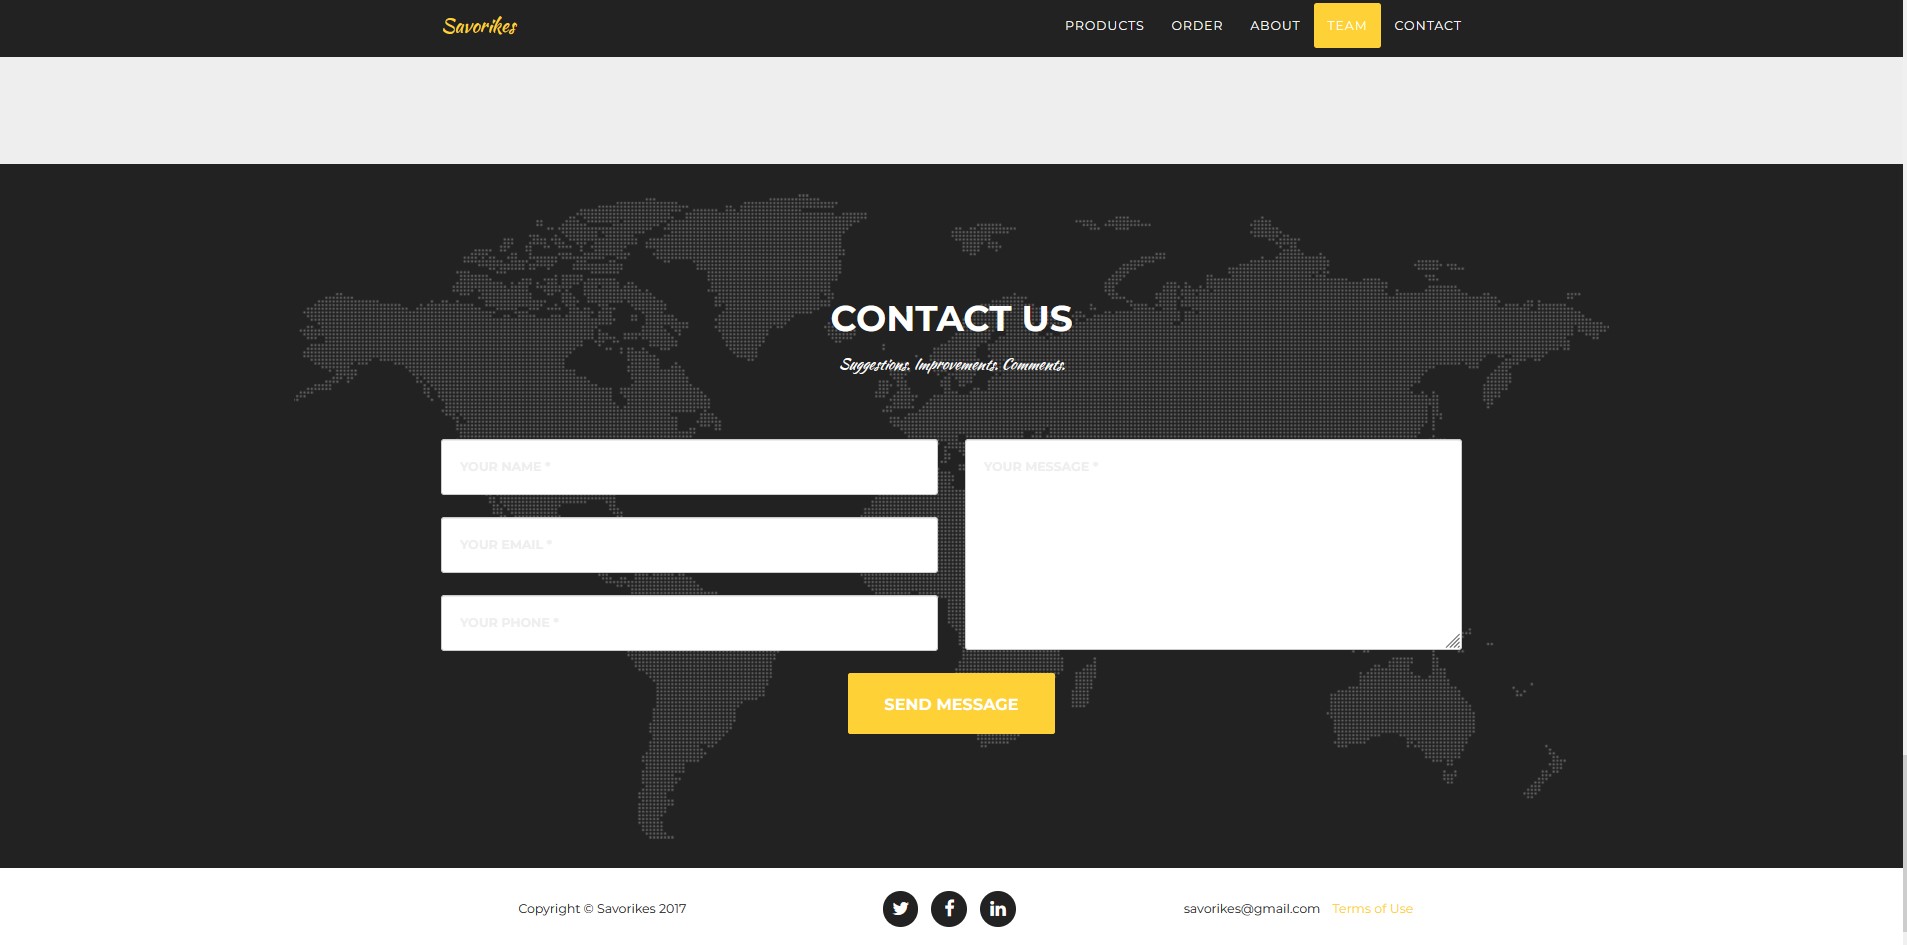 Savorikes
PRODUCTS ORDER ABOUT TEAM CONTACT
CONTACT US
Suggestions. Improvements. Comments.
YOUR NAME *
YOUR MESSAGE *
YOUR EMAIL *
YOUR PHONE *
SEND MESSAGE
Copyright © Savorikes 2017
savorikes@gmail.com Terms of Use